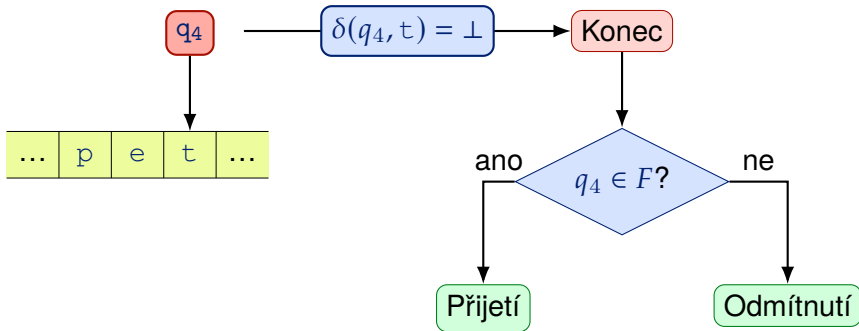 q₄
δ(q₄, t) = ⊥
Konec
... p e t ...
ano
q₄ ∈ F?
ne
Přijetí
Odmítnutí